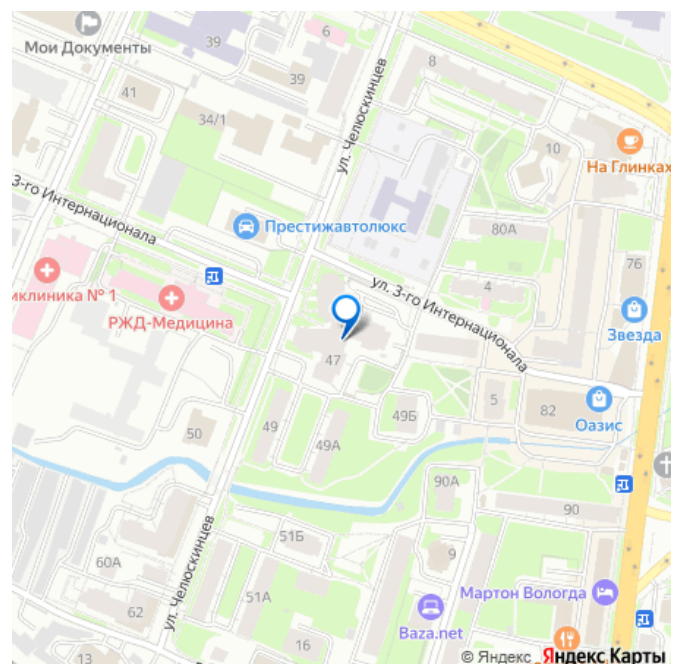 Мои Документы
39
6
8
39
41
ул. Челюскинцев
34/1
10
На Глинках
3-го Интернационала
Престижавтолюкс
80А
76
ул. 3-го Интернационала
4
иклиника № 1
РЖД-Медицина
Звезда
47
5
82
Оазис
49Б
49
50
49А
90А
90
51Б
ул. Челюскинцев
60А
9
Мартон Вологда
51А
62
Baza.net
16
13
© Яндекс Яндекс Карты